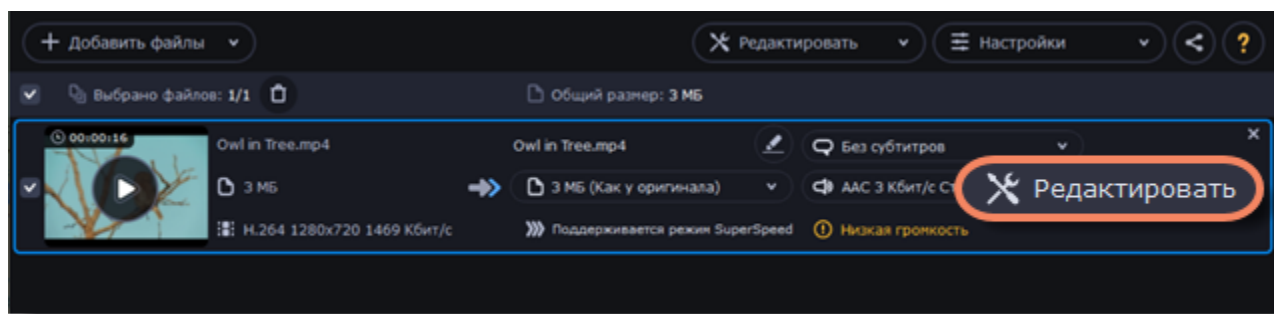 Добавить файлы Редактировать Настройки ?
Выбрано файлов: 1/1 Общий размер: 3 МБ
00:00:16 Owl in Tree.mp4 Owl in Tree.mp4 Без субтитров
3 МБ 3 МБ (Как у оригинала) AAC 3 Кбит/с Редактировать
H.264 1280x720 1469 Кбит/с Поддерживается режим SuperSpeed Низкая громкость